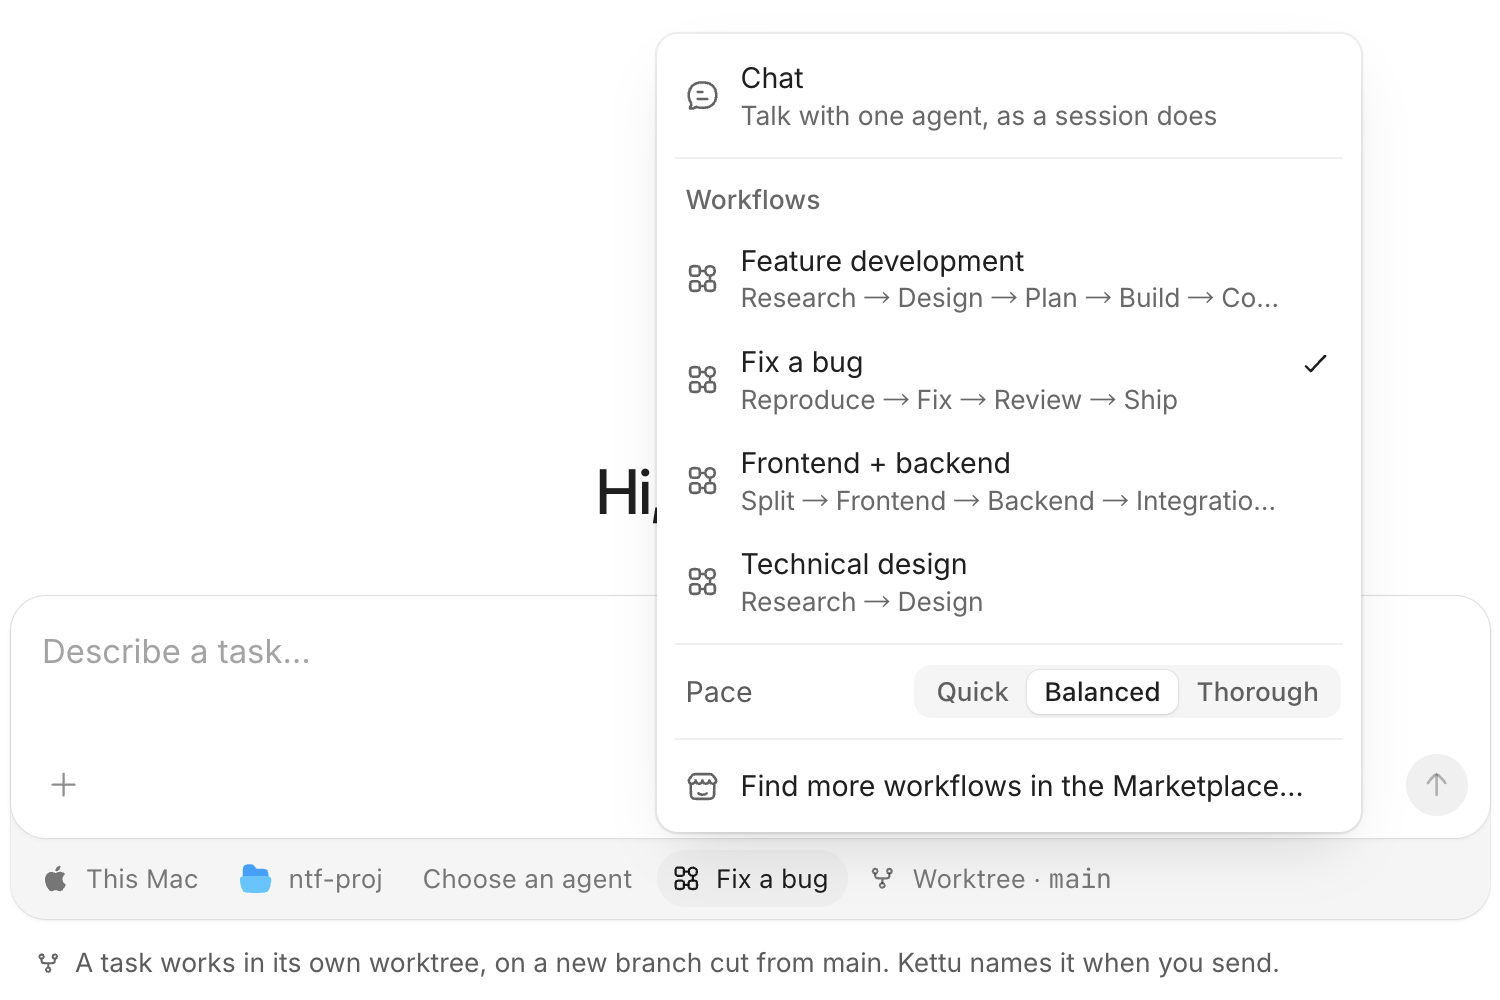 Chat
Talk with one agent, as a session does
Workflows
Feature development
Research → Design → Plan → Build → Co...
Fix a bug
Reproduce → Fix → Review → Ship
Frontend + backend
Split → Frontend → Backend → Integratio...
Technical design
Research → Design
Hi,
Describe a task...
Pace Quick Balanced Thorough
Find more workflows in the Marketplace...
This Mac ntf-proj Choose an agent Fix a bug Worktree · main
A task works in its own worktree, on a new branch cut from main. Kettu names it when you send.